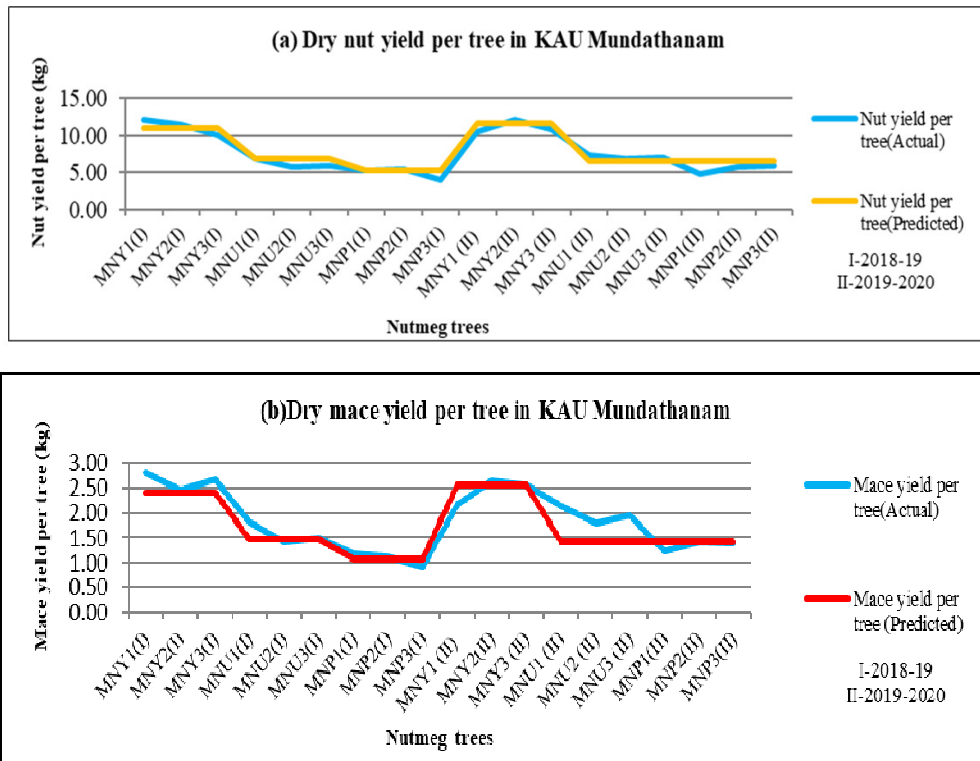 (a) Dry nut yield per tree in KAU Mundathanam
Nut yield per tree (kg)
15.00
10.00
5.00
0.00
MNY1(I)
MNY2(I)
MNY3(I)
MNU1(I)
MNU2(I)
MNU3(I)
MNP1(I)
MNP2(I)
MNP3(I)
MNY1 (II)
MNY2(II)
MNY3 (II)
MNU1 (II)
MNU2 (II)
MNU3 (II)
MNP1(II)
MNP2(II)
MNP3(II)
Nutmeg trees
Nut yield per
tree(Actual)
Nut yield per
tree(Predicted)
I-2018-19
II-2019-2020
(b)Dry mace yield per tree in KAU Mundathanam
Mace yield per tree (kg)
3.00
2.50
2.00
1.50
1.00
0.50
0.00
MNY1(I)
MNY2(I)
MNY3(I)
MNU1(I)
MNU2(I)
MNU3(I)
MNP1(I)
MNP2(I)
MNP3(I)
MNY1 (II)
MNY2(II)
MNY3 (II)
MNU1 (II)
MNU2 (II)
MNU3 (II)
MNP1(II)
MNP2(II)
MNP3(II)
Nutmeg trees
Mace yield per
tree(Actual)
Mace yield per
tree (Predicted)
I-2018-19
II-2019-2020